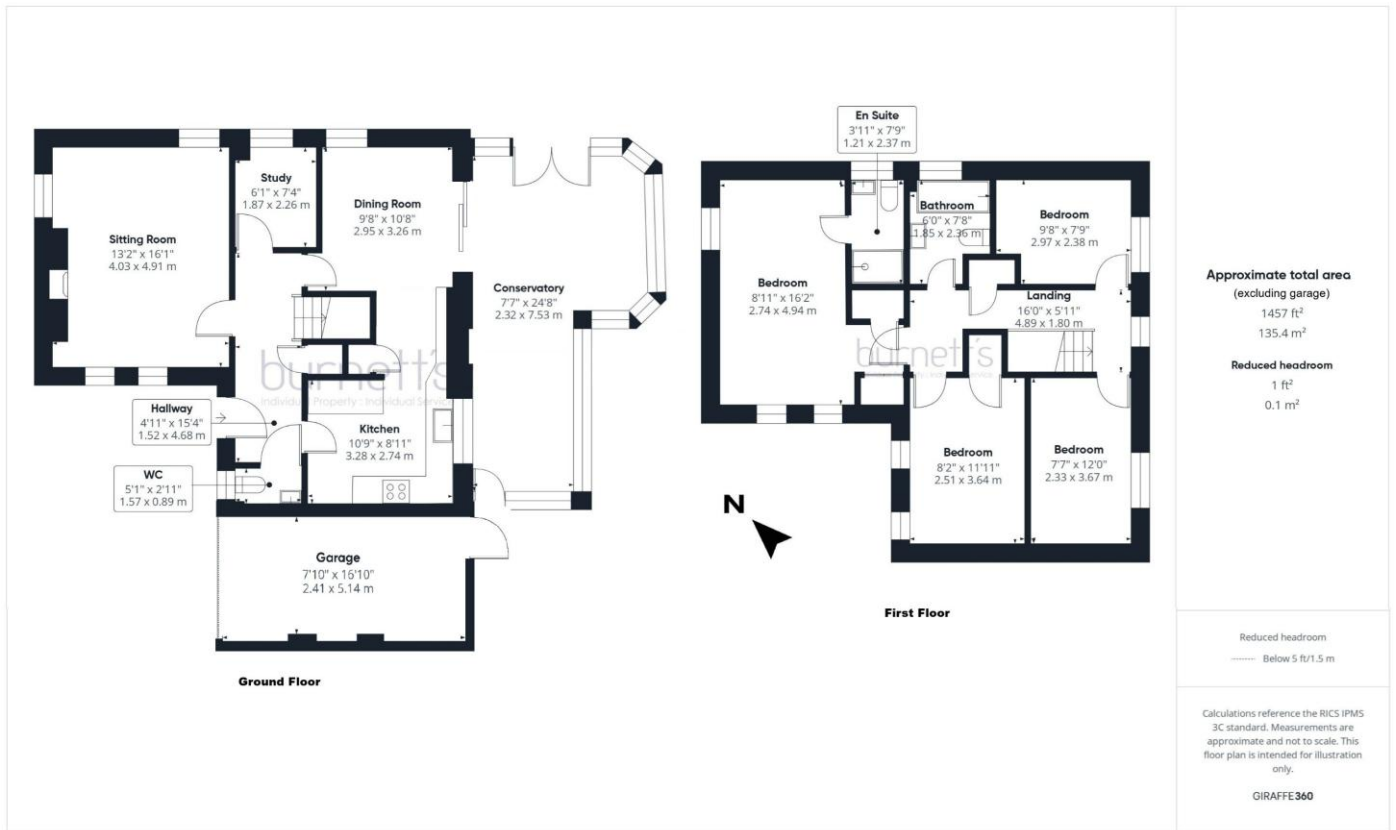 Study
6'1" x 7'4"
1.87 x 2.26 m
Dining Room
9'8" x 10'8"
2.95 x 3.26 m
Sitting Room
13'2" x 16'1"
4.03 x 4.91 m
Conservatory
7'7" x 24'8"
2.32 x 7.53 m
burnett's
Individual Property : Individual Service
Hallway
4'11" x 15'4"
1.52 x 4.68 m
Kitchen
10'9" x 8'11"
3.28 x 2.74 m
WC
5'1" x 2'11"
1.57 x 0.89 m
Garage
7'10" x 16'10"
2.41 x 5.14 m
Ground Floor
En Suite
3'11" x 7'9"
1.21 x 2.37 m
Bathroom
6'0" x 7'8"
1.85 x 2.36 m
Bedroom
9'8" x 7'9"
2.97 x 2.38 m
Bedroom
8'11" x 16'2"
2.74 x 4.94 m
Landing
16'0" x 5'11"
4.89 x 1.80 m
burnett's
Bedroom
8'2" x 11'11"
2.51 x 3.64 m
Bedroom
7'7" x 12'0"
2.33 x 3.67 m
N
First Floor
Approximate total area
(excluding garage)
1457 ft²
135.4 m²
Reduced headroom
1 ft²
0.1 m²
Reduced headroom
Below 5 ft/1.5 m
Calculations reference the RICS IPMS
3C standard. Measurements are
approximate and not to scale. This
floor plan is intended for illustration
only.
GIRAFFE360